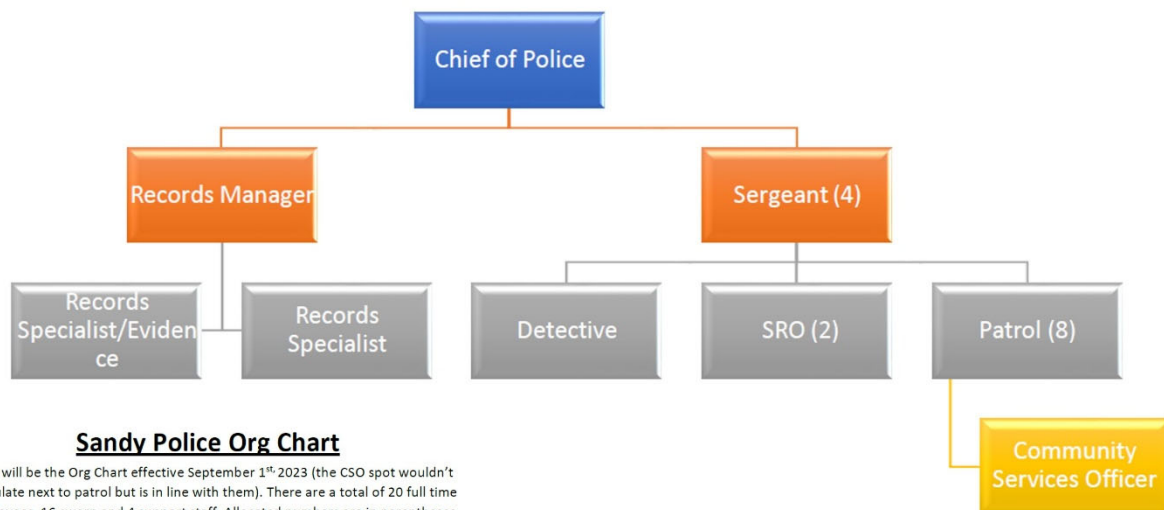 Chief of Police
Records Manager
Sergeant (4)
Records
Specialist/Eviden
ce
Records
Specialist
Detective
SRO (2)
Patrol (8)
Community
Services Officer
Sandy Police Org Chart
will be the Org Chart effective September 1st, 2023 (the CSO spot wouldn't
late next to patrol but is in line with them). There are a total of 20 full time